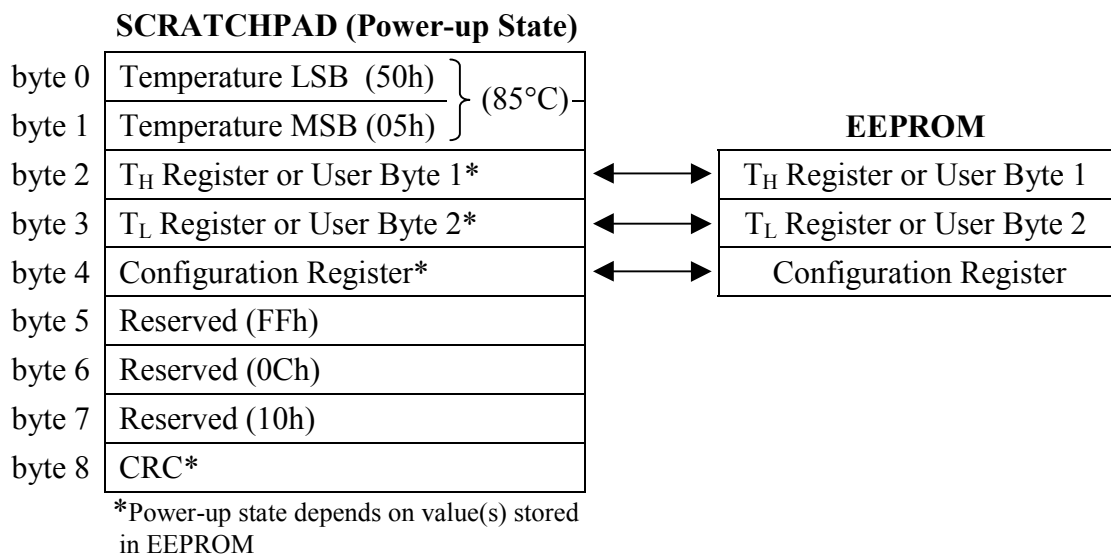 SCRATCHPAD (Power-up State)
byte 0 Temperature LSB (50h)
(85°C)
byte 1 Temperature MSB (05h)
EEPROM
byte 2 TH Register or User Byte 1* TH Register or User Byte 1
byte 3 TL Register or User Byte 2* TL Register or User Byte 2
byte 4 Configuration Register* Configuration Register
byte 5 Reserved (FFh)
byte 6 Reserved (0Ch)
byte 7 Reserved (10h)
byte 8 CRC*
*Power-up state depends on value(s) stored
in EEPROM